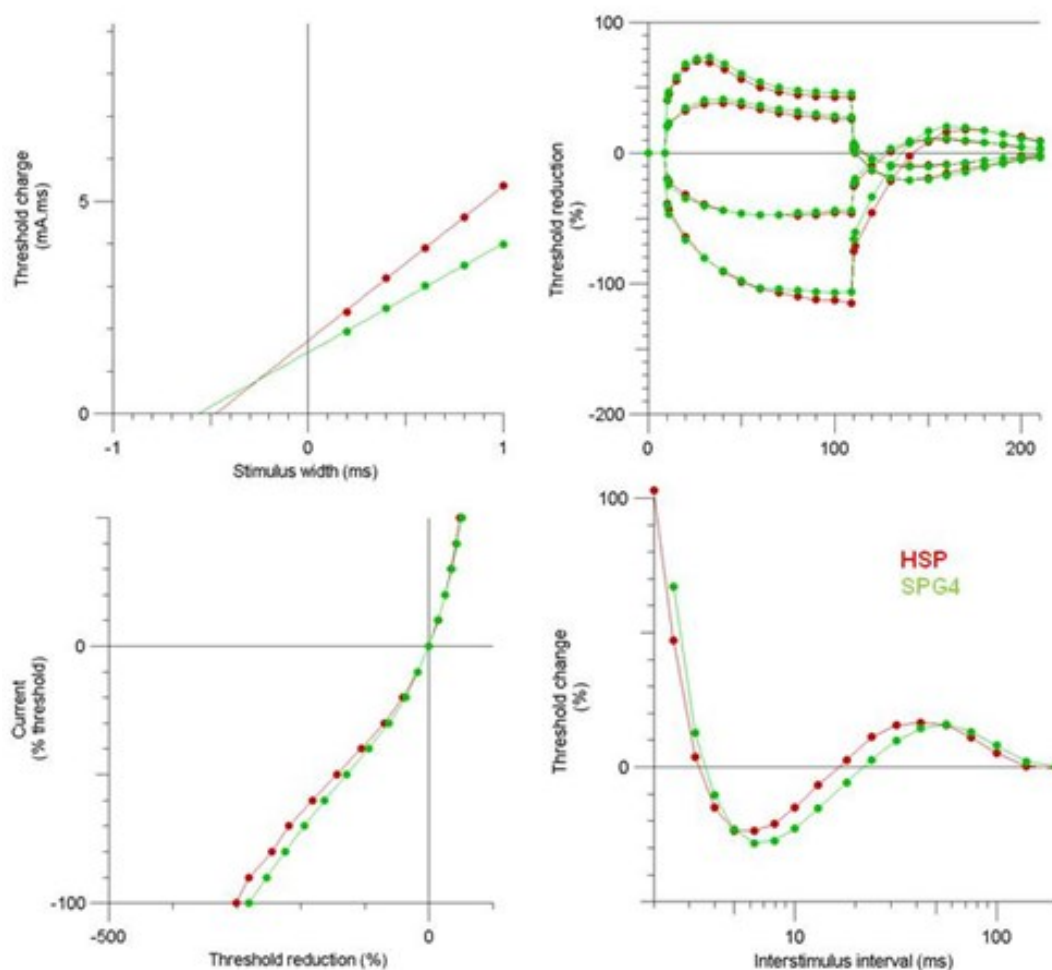 Threshold charge
(mA.ms)
5
0
-1
0
1
Stimulus width (ms)
Threshold reduction
(%)
100
0
-100
-200
0
100
200
Current
(% threshold)
0
-100
-500
0
Threshold reduction (%)
Threshold change
(%)
100
0
HSP
SPG4
10
100
Interstimulus interval (ms)